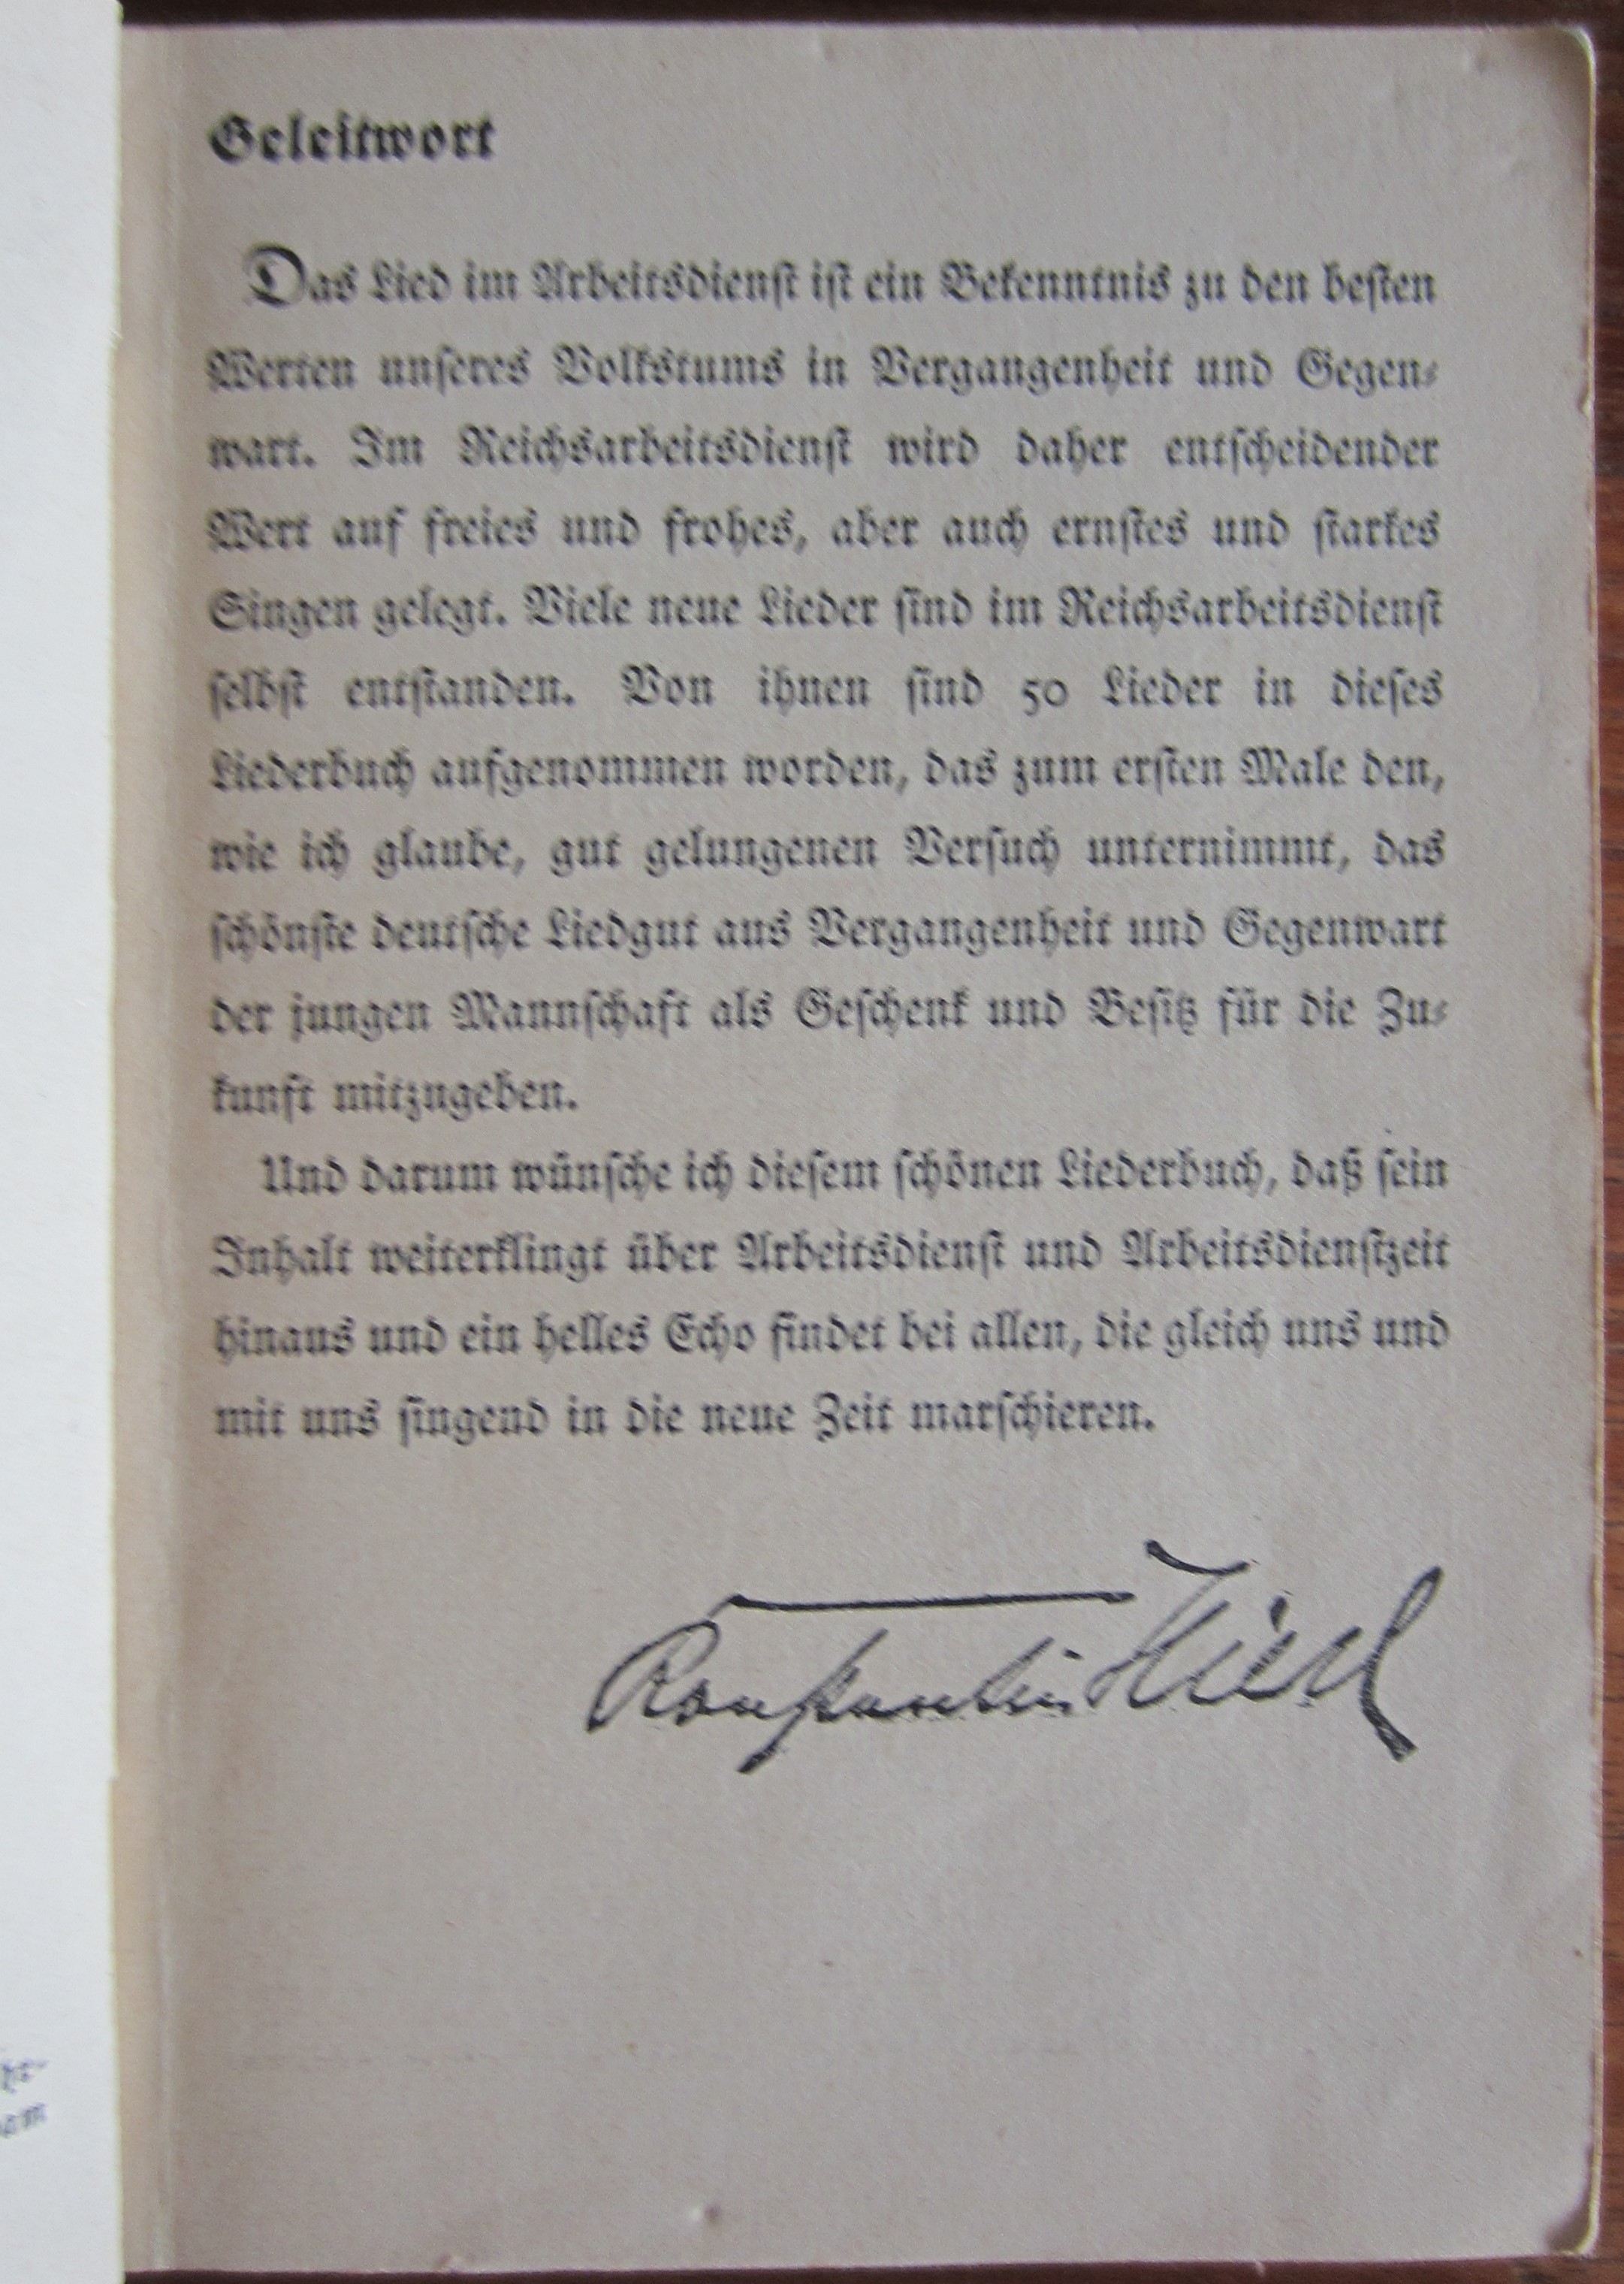 Geleitwort
Das Lied im Arbeitsdienst ist ein Bekenntnis zu den besten
Werten unseres Volkstums in Vergangenheit und Gegen-
wart. Im Reichsarbeitsdienst wird daher entscheidender
Wert auf freies und frohes, aber auch ernstes und starkes
Singen gelegt. Viele neue Lieder sind im Reichsarbeitsdienst
selbst entstanden. Von ihnen sind 50 Lieder in dieses
Liederbuch aufgenommen worden, das zum ersten Male den,
wie ich glaube, gut gelungenen Versuch unternimmt, das
schönste deutsche Liedgut aus Vergangenheit und Gegenwart
der jungen Mannschaft als Geschenk und Besitz für die Zu-
kunft mitzugeben.
Und darum wünsche ich diesem schönen Liederbuch, daß sein
Inhalt weiterklingt über Arbeitsdienst und Arbeitsdienstzeit
hinaus und ein helles Echo findet bei allen, die gleich uns und
mit uns singend in die neue Zeit marschieren.
Konstantin Hierl